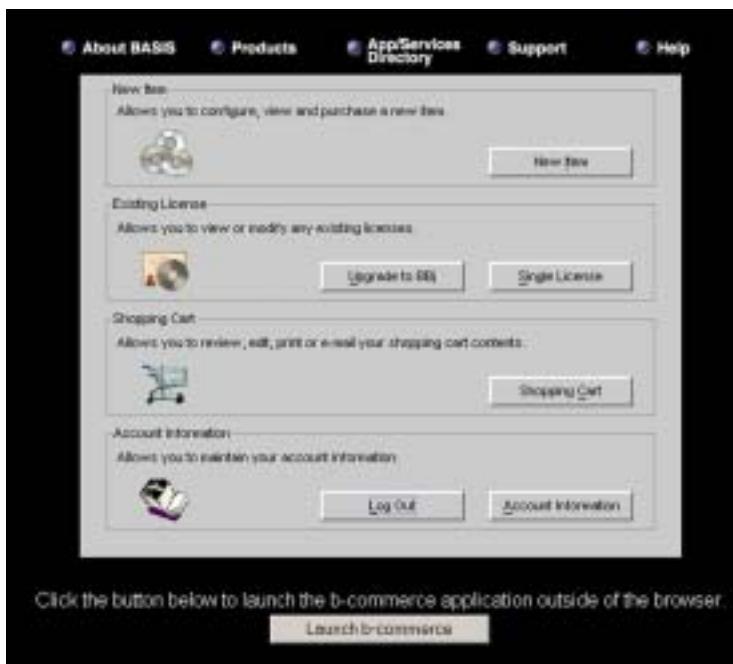 About BASIS
Products
App/Services
Directory
Support
Help
New Item
Allows you to configure, view and purchase a new item.
New Item
Existing License
Allows you to view or modify any existing licenses.
Upgrade to BBj
Single License
Shopping Cart
Allows you to review, edit, print or e-mail your shopping cart contents.
Shopping Cart
Account Information
Allows you to maintain your account information
Log Out
Account Information
Click the button below to launch the b-commerce application outside of the browser.
Launch b-commerce